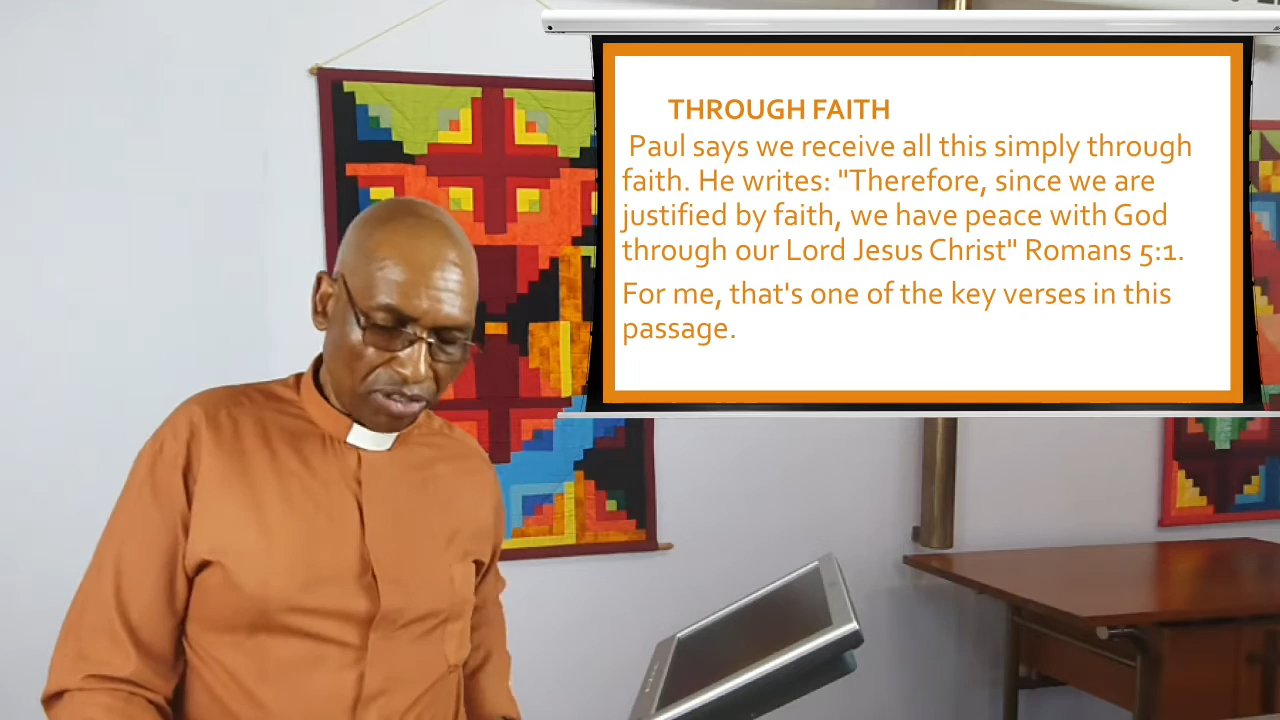 THROUGH FAITH
Paul says we receive all this simply through
faith. He writes: "Therefore, since we are
justified by faith, we have peace with God
through our Lord Jesus Christ" Romans 5:1.
For me, that's one of the key verses in this
passage.